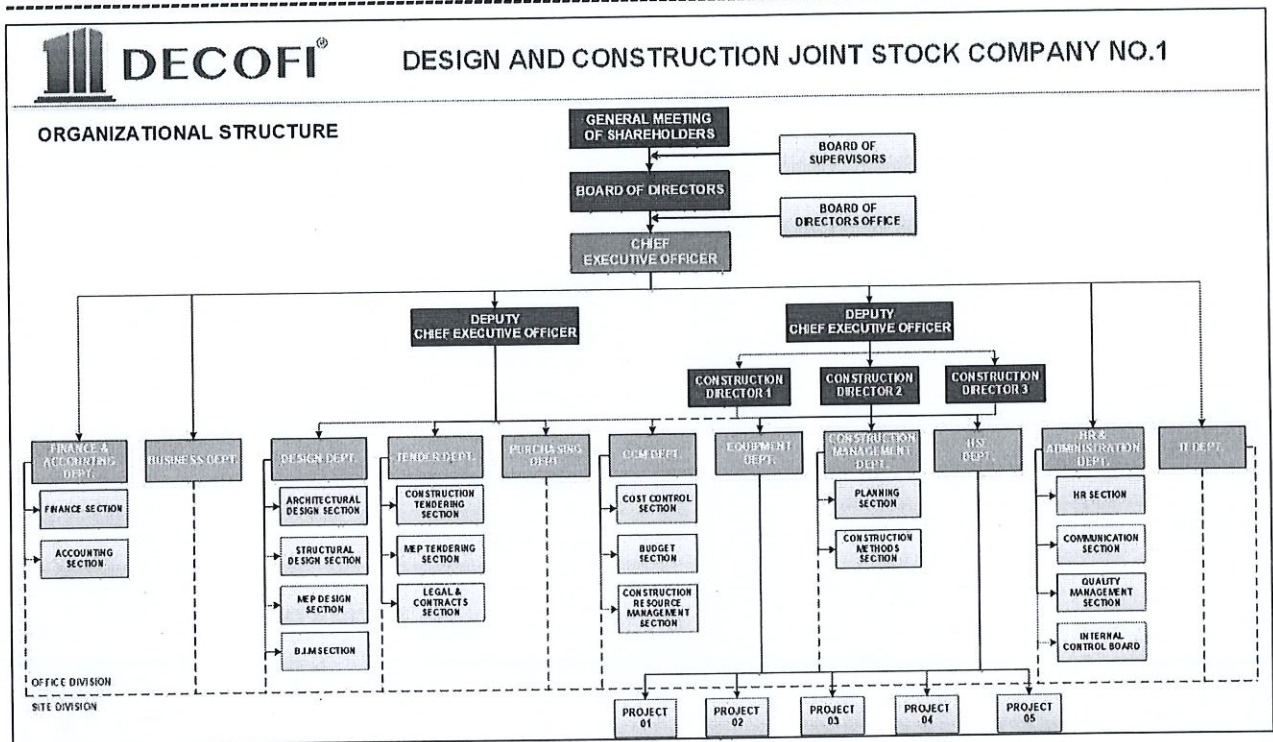 DECOFI®
DESIGN AND CONSTRUCTION JOINT STOCK COMPANY NO.1
ORGANIZATIONAL STRUCTURE
GENERAL MEETING
OF SHAREHOLDERS
BOARD OF
SUPERVISORS
BOARD OF DIRECTORS
BOARD OF
DIRECTORS OFFICE
CHIEF
EXECUTIVE OFFICER
DEPUTY
CHIEF EXECUTIVE OFFICER
DEPUTY
CHIEF EXECUTIVE OFFICER
CONSTRUCTION
DIRECTOR 1
CONSTRUCTION
DIRECTOR 2
CONSTRUCTION
DIRECTOR 3
FINANCE &
ACCOUNTING
DEPT.
BUSINESS DEPT.
DESIGN DEPT.
TENDER DEPT.
PURCHASING
DEPT.
CCM DEPT.
EQUIPMENT
DEPT.
CONSTRUCTION
MANAGEMENT
DEPT.
HSE
DEPT.
HR &
ADMINISTRATION
DEPT.
IT DEPT.
FINANCE SECTION
ACCOUNTING
SECTION
ARCHITECTURAL
DESIGN SECTION
STRUCTURAL
DESIGN SECTION
MEP DESIGN
SECTION
B.I.M SECTION
CONSTRUCTION
TENDERING
SECTION
MEP TENDERING
SECTION
LEGAL &
CONTRACTS
SECTION
COST CONTROL
SECTION
BUDGET
SECTION
CONSTRUCTION
RESOURCE
MANAGEMENT
SECTION
PLANNING
SECTION
CONSTRUCTION
METHODS
SECTION
HR SECTION
COMMUNICATION
SECTION
QUALITY
MANAGEMENT
SECTION
INTERNAL
CONTROL BOARD
OFFICE DIVISION
SITE DIVISION
PROJECT
01
PROJECT
02
PROJECT
03
PROJECT
04
PROJECT
05